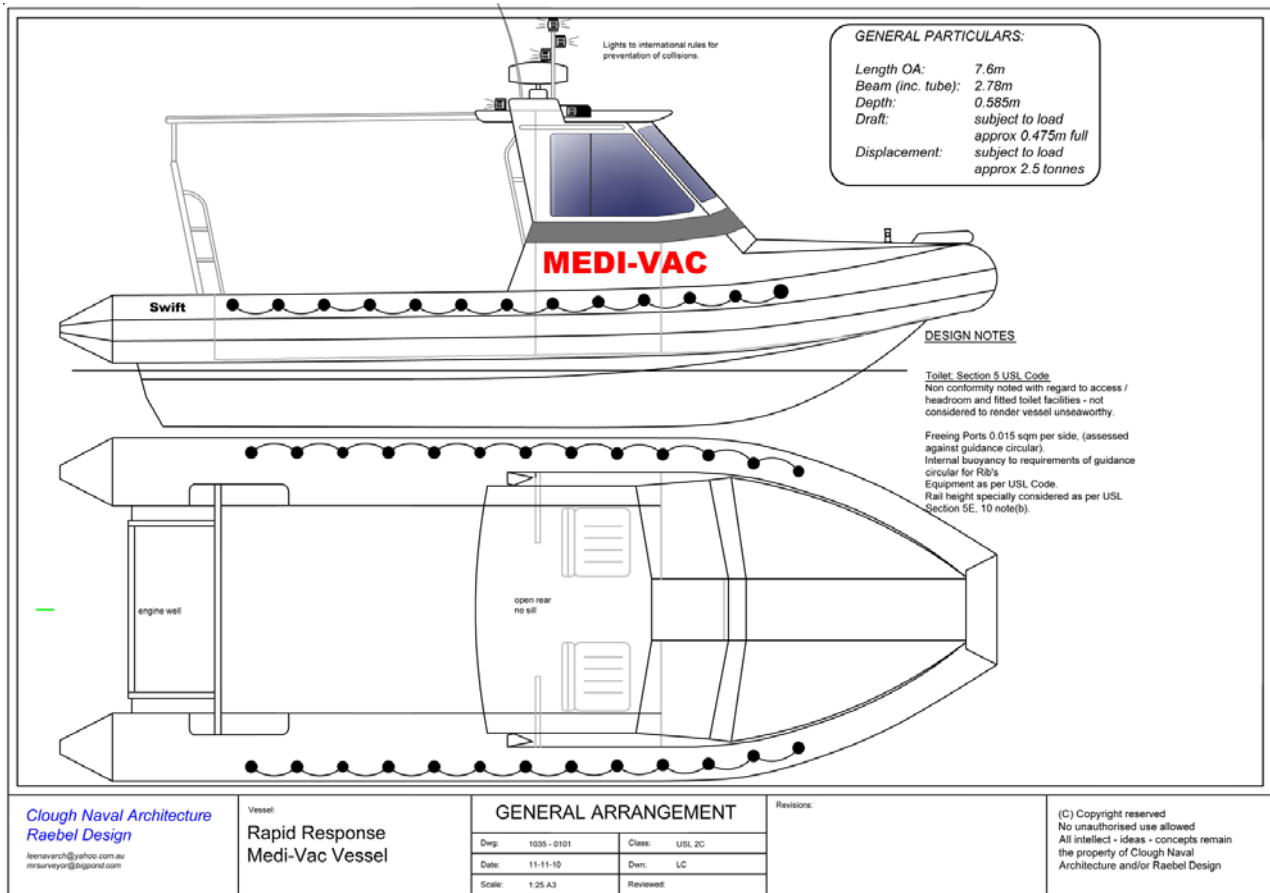 Lights to international rules for
preventation of collisions.
GENERAL PARTICULARS:
Length OA: 7.6m
Beam (inc. tube): 2.78m
Depth: 0.585m
Draft: subject to load
approx 0.475m full
Displacement: subject to load
approx 2.5 tonnes
MEDI-VAC
Swift
DESIGN NOTES
Toilet; Section 5 USL Code
Non conformity noted with regard to access /
headroom and fitted toilet facilities - not
considered to render vessel unseaworthy.
Freeing Ports 0.015 sqm per side, (assessed
against guidance circular).
Internal buoyancy to requirements of guidance
circular for Rib's
Equipment as per USL Code.
Rail height specially considered as per USL
Section 5E, 10 note(b).
engine well
open rear
no sill
Clough Naval Architecture
Raebel Design
leenavarch@yahoo.com.au
mrsurveyor@bigpond.com
Vessel:
Rapid Response
Medi-Vac Vessel
GENERAL ARRANGEMENT
Dwg: 1035 - 0101 Class: USL 2C
Date: 11-11-10 Dwn: LC
Scale: 1:25 A3 Reviewed:
Revisions:
(C) Copyright reserved
No unauthorised use allowed
All intellect - ideas - concepts remain
the property of Clough Naval
Architecture and/or Raebel Design